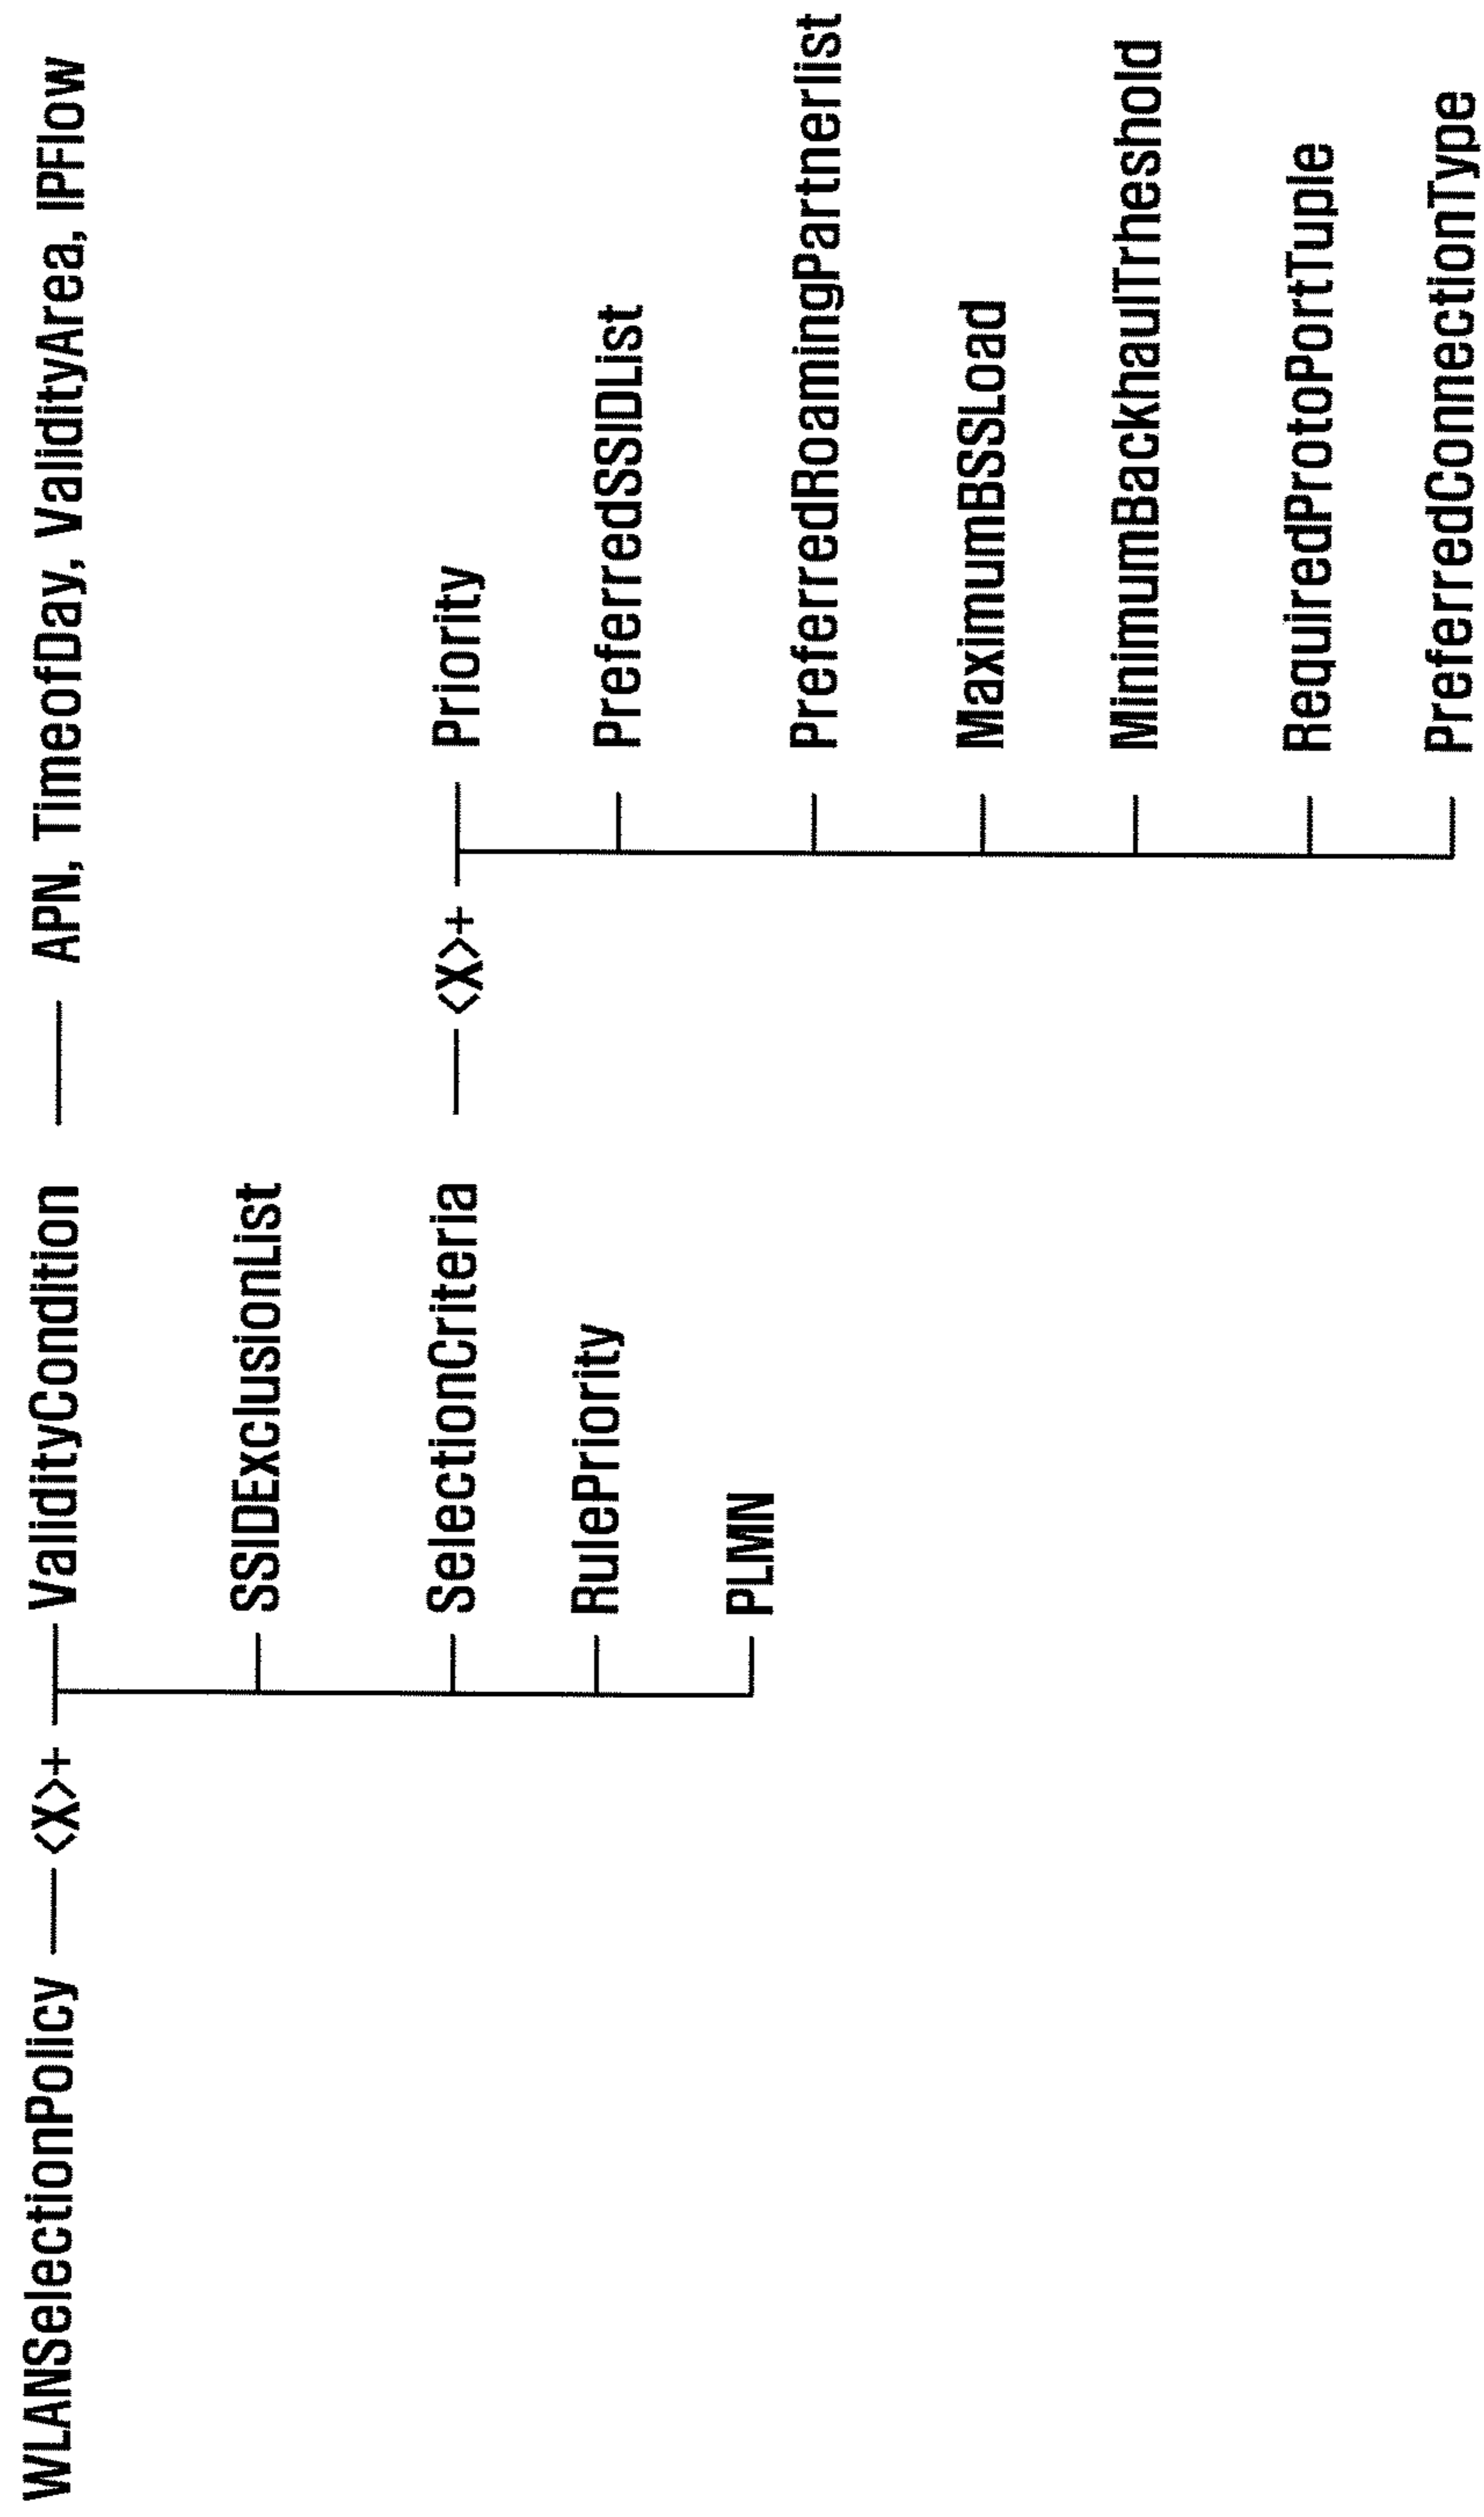 WLANSelectionPolicy <X>+ ValidityCondition APN, TimeofDay, ValidityArea, IPFlow
SSIDExclusionList
SelectionCriteria <X>+ Priority
RulePriority PreferredSSIDList
PLMN PreferredRoamingPartnerlist
MaximumBSSLoad
MinimumBackhaulTrheshold
RequiredProtoPortTuple
PreferredConnectionType